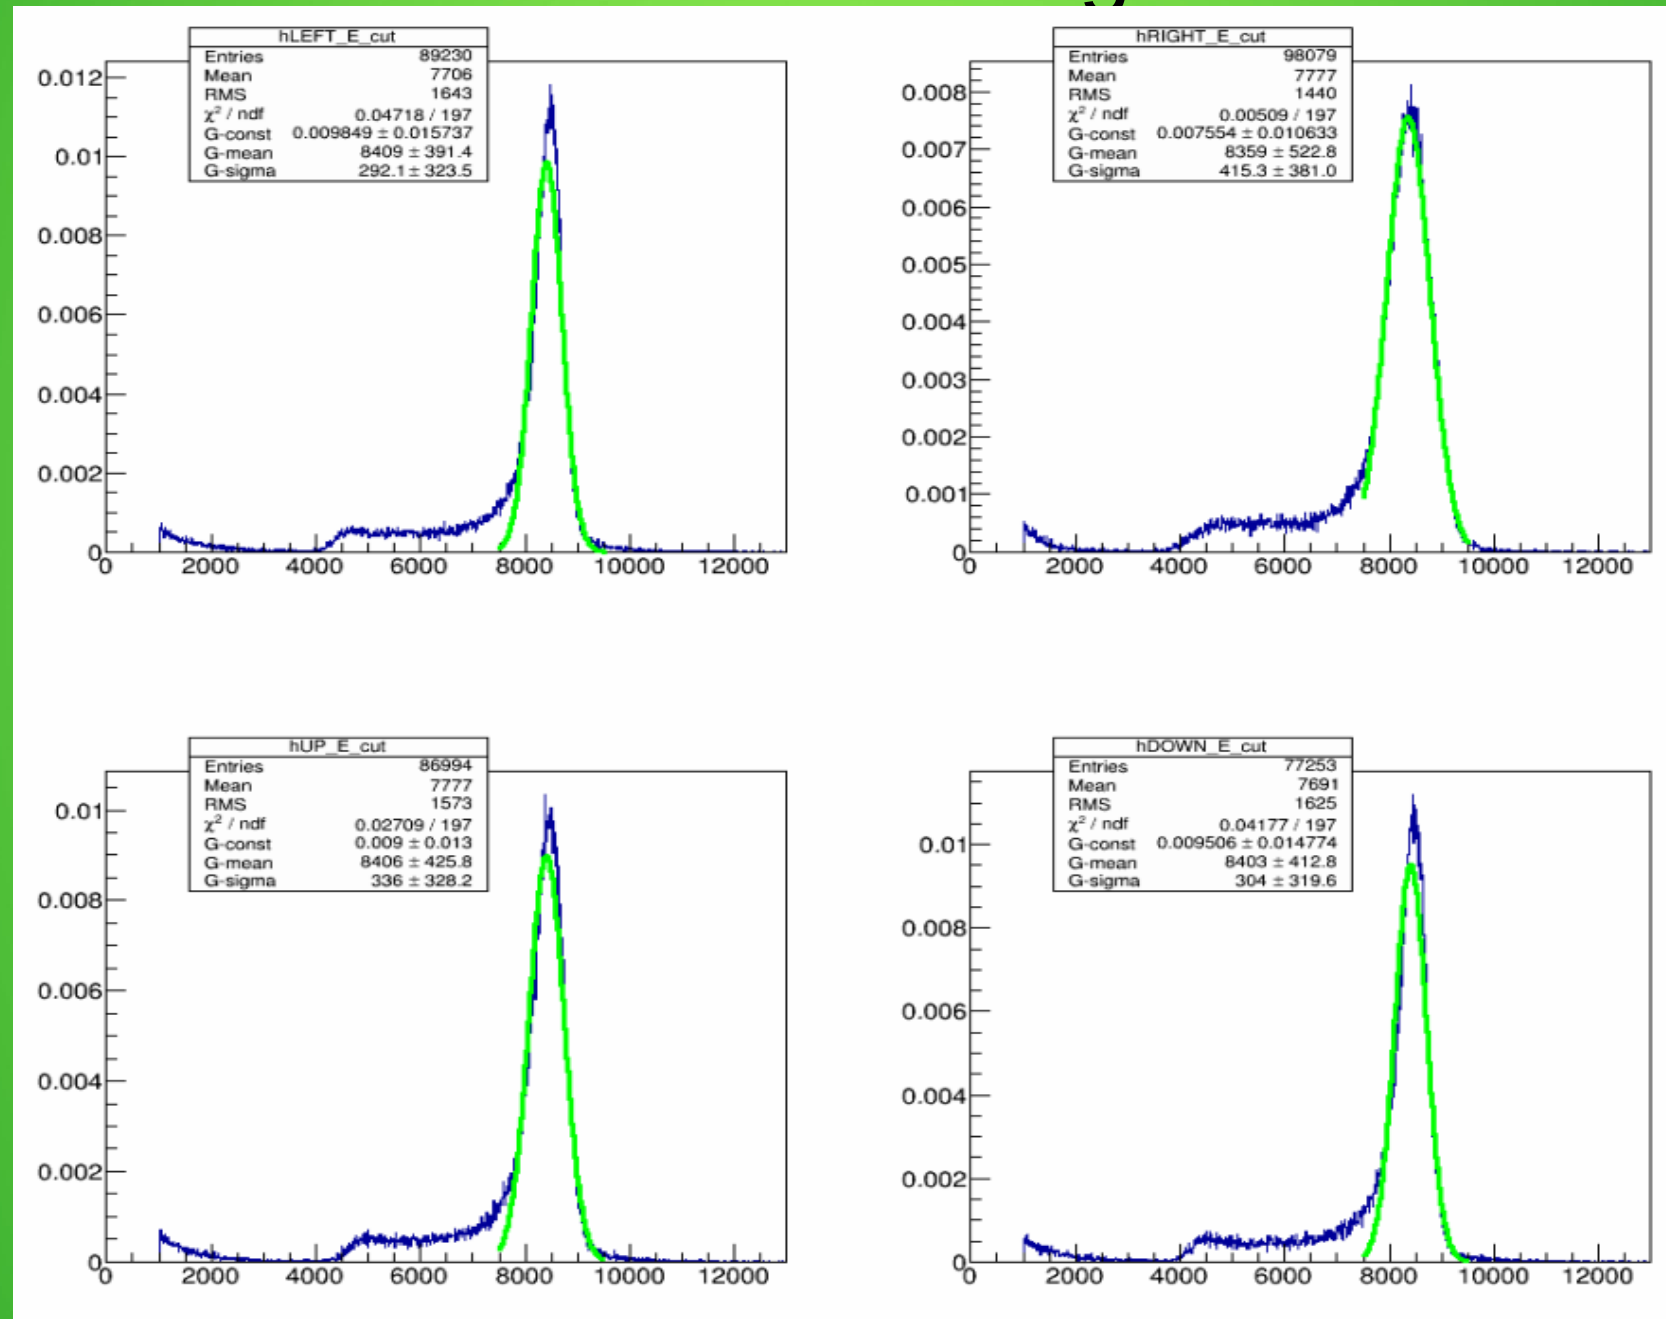 hLEFT_E_cut
Entries 89230
Mean 7706
RMS 1643
χ² / ndf 0.04718 / 197
G-const 0.009849 ± 0.015737
G-mean 8409 ± 391.4
G-sigma 292.1 ± 323.5
0.012
0.01
0.008
0.006
0.004
0.002
0
0 2000 4000 6000 8000 10000 12000
hRIGHT_E_cut
Entries 98079
Mean 7777
RMS 1440
χ² / ndf 0.00509 / 197
G-const 0.007554 ± 0.010633
G-mean 8359 ± 522.8
G-sigma 415.3 ± 381.0
0.008
0.007
0.006
0.005
0.004
0.003
0.002
0.001
0
0 2000 4000 6000 8000 10000 12000
hUP_E_cut
Entries 86994
Mean 7777
RMS 1573
χ² / ndf 0.02709 / 197
G-const 0.009 ± 0.013
G-mean 8406 ± 425.8
G-sigma 336 ± 328.2
0.01
0.008
0.006
0.004
0.002
0
0 2000 4000 6000 8000 10000 12000
hDOWN_E_cut
Entries 77253
Mean 7691
RMS 1625
χ² / ndf 0.04177 / 197
G-const 0.009506 ± 0.014774
G-mean 8403 ± 412.8
G-sigma 304 ± 319.6
0.01
0.008
0.006
0.004
0.002
0
0 2000 4000 6000 8000 10000 12000